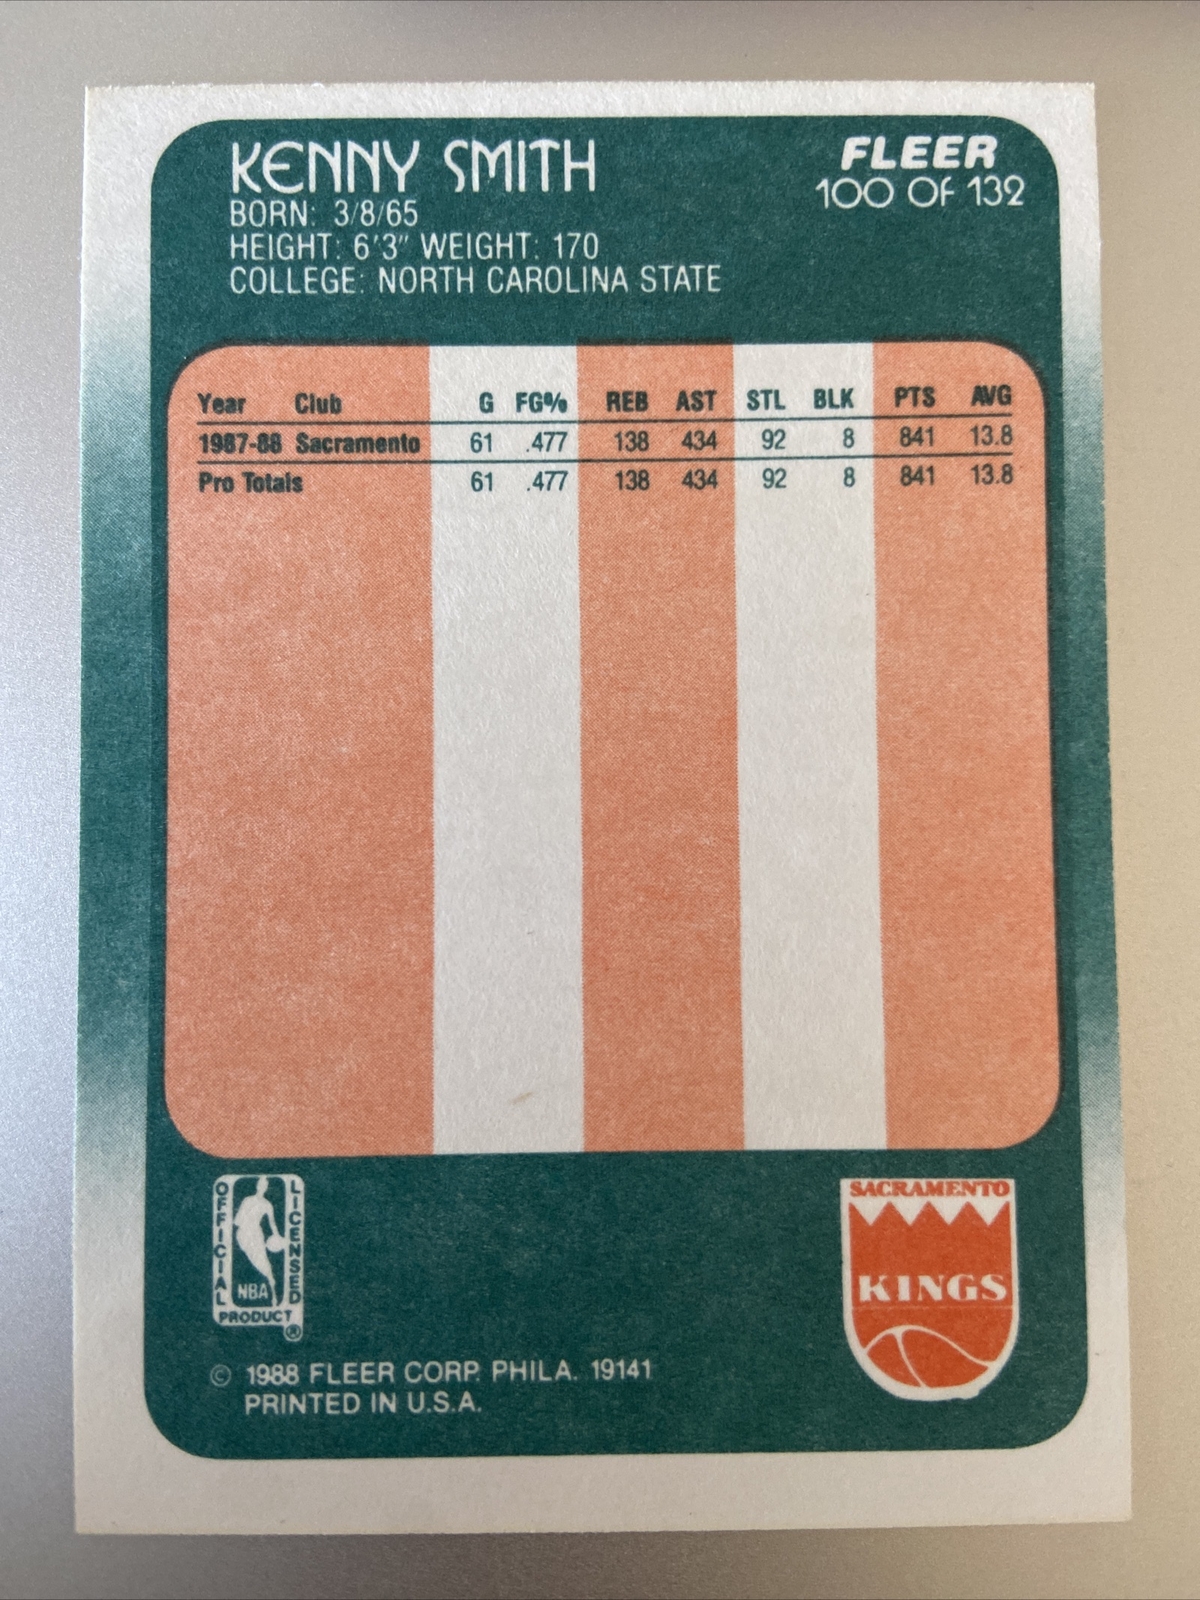 KENNY SMITH
FLEER
100 OF 132
BORN: 3/8/65
HEIGHT: 6'3" WEIGHT: 170
COLLEGE: NORTH CAROLINA STATE
Year Club G FG% REB AST STL BLK PTS AVG
1987-88 Sacramento 61 .477 138 434 92 8 841 13.8
Pro Totals 61 .477 138 434 92 8 841 13.8
OFFICIAL LICENSED
NBA
PRODUCT ®
SACRAMENTO
KINGS
© 1988 FLEER CORP. PHILA. 19141
PRINTED IN U.S.A.